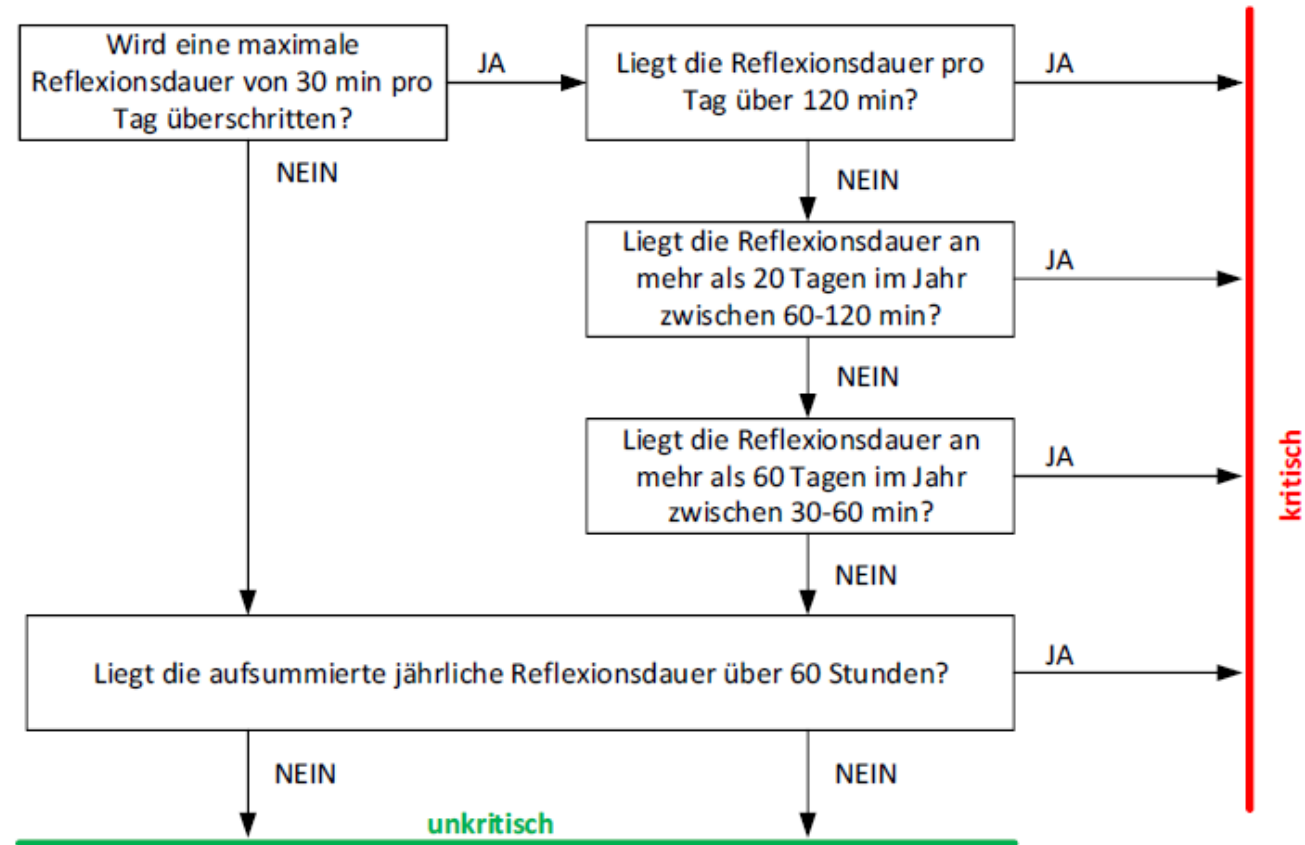 Wird eine maximale
Reflexionsdauer von 30 min pro
Tag überschritten?
JA
Liegt die Reflexionsdauer pro
Tag über 120 min?
JA
NEIN
NEIN
Liegt die Reflexionsdauer an
mehr als 20 Tagen im Jahr
zwischen 60-120 min?
JA
NEIN
Liegt die Reflexionsdauer an
mehr als 60 Tagen im Jahr
zwischen 30-60 min?
JA
kritisch
NEIN
Liegt die aufsummierte jährliche Reflexionsdauer über 60 Stunden?
JA
NEIN
NEIN
unkritisch